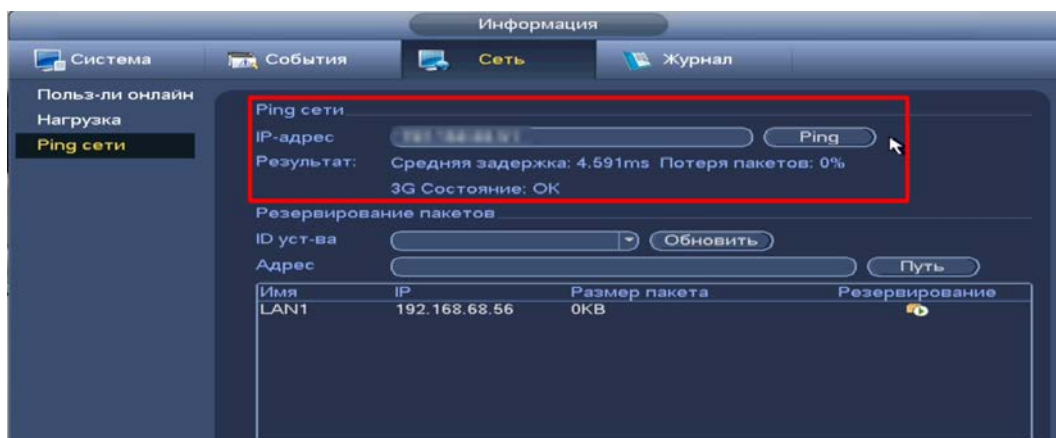 Информация
Система События Сеть Журнал
Польз-ли онлайн
Нагрузка
Ping сети
Ping сети
IP-адрес Ping
Результат: Средняя задержка: 4.591ms Потеря пакетов: 0%
3G Состояние: OK
Резервирование пакетов
ID уст-ва Обновить
Адрес Путь
Имя IP Размер пакета Резервирование
LAN1 192.168.68.56 0KB